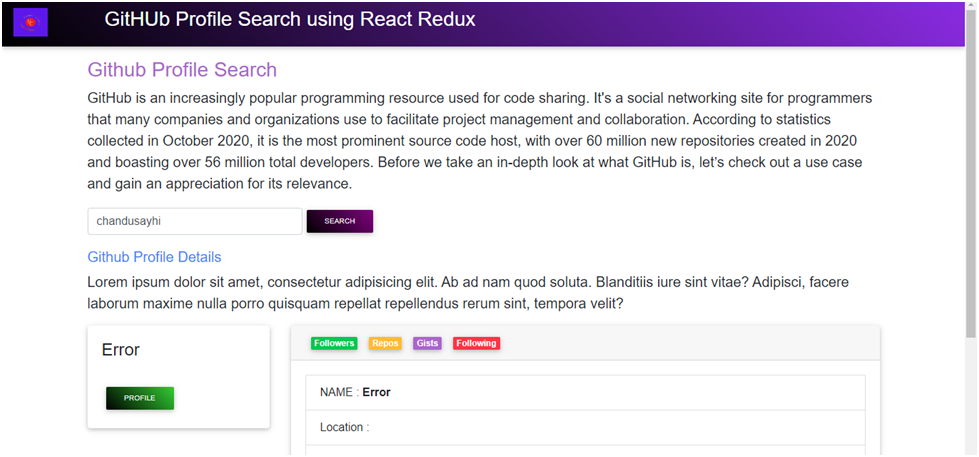 GitHUb Profile Search using React Redux
Github Profile Search
GitHub is an increasingly popular programming resource used for code sharing. It's a social networking site for programmers
that many companies and organizations use to facilitate project management and collaboration. According to statistics
collected in October 2020, it is the most prominent source code host, with over 60 million new repositories created in 2020
and boasting over 56 million total developers. Before we take an in-depth look at what GitHub is, let’s check out a use case
and gain an appreciation for its relevance.
chandusayhi
SEARCH
Github Profile Details
Lorem ipsum dolor sit amet, consectetur adipisicing elit. Ab ad nam quod soluta. Blanditiis iure sint vitae? Adipisci, facere
laborum maxime nulla porro quisquam repellat repellendus rerum sint, tempora velit?
Error
PROFILE
Followers Repos Gists Following
NAME : Error
Location :